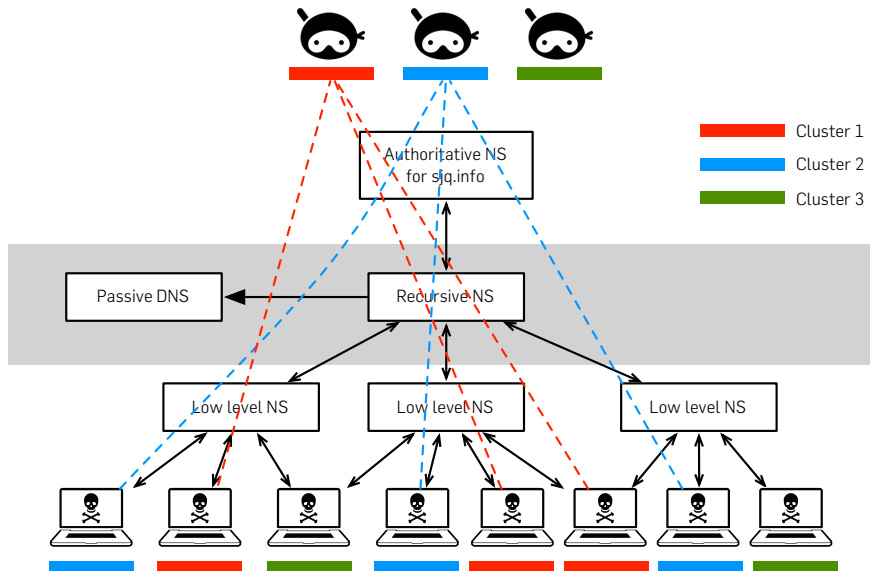 Cluster 1
Cluster 2
Cluster 3
Authoritative NS
for sjq.info
Passive DNS
Recursive NS
Low level NS
Low level NS
Low level NS